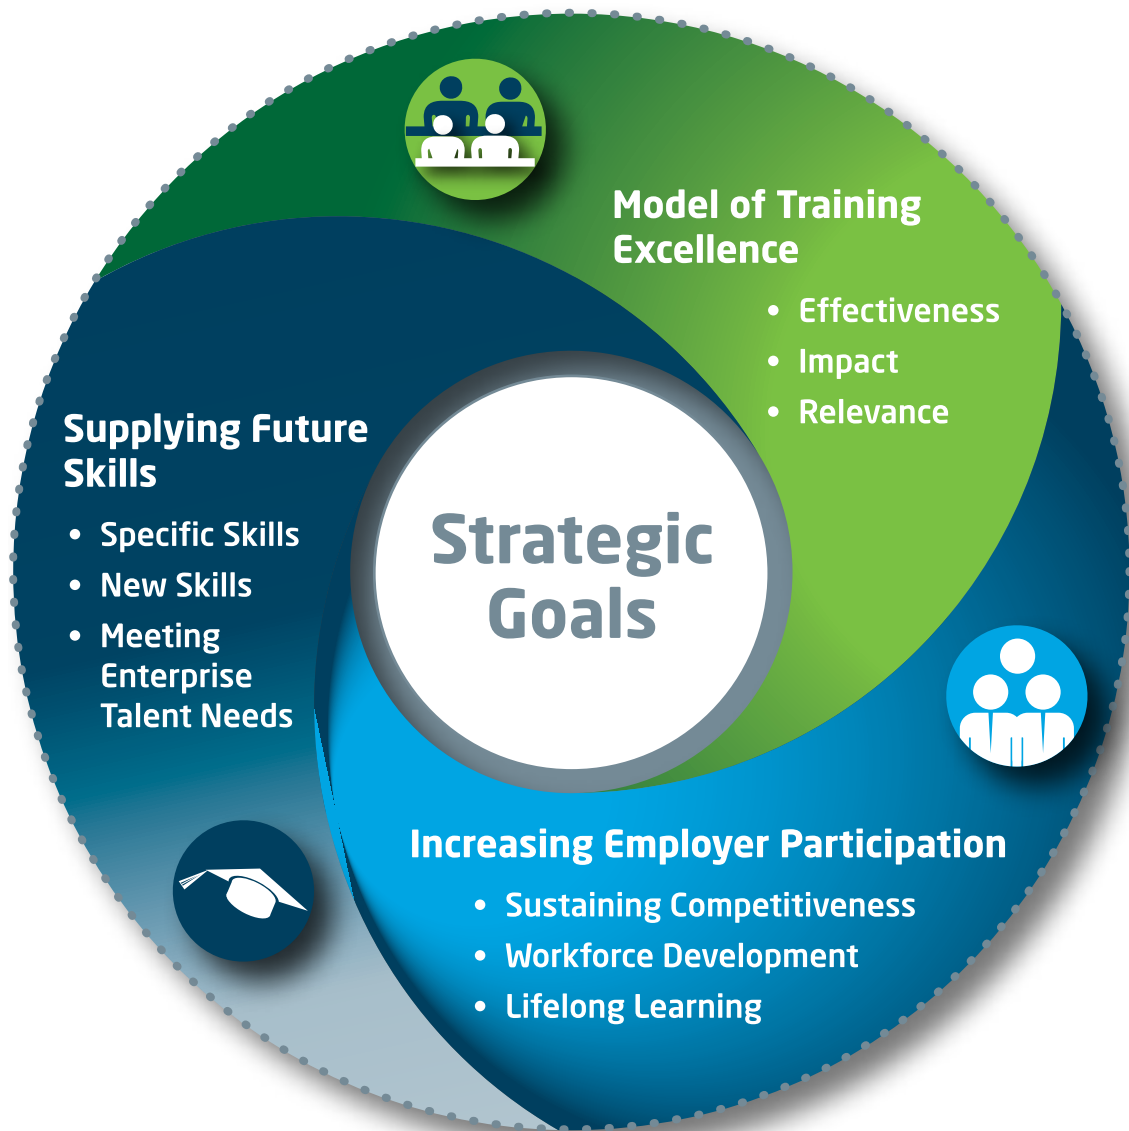 Model of Training
Excellence
• Effectiveness
• Impact
• Relevance
Supplying Future
Skills
• Specific Skills
• New Skills
• Meeting
Enterprise
Talent Needs
Strategic
Goals
Increasing Employer Participation
• Sustaining Competitiveness
• Workforce Development
• Lifelong Learning